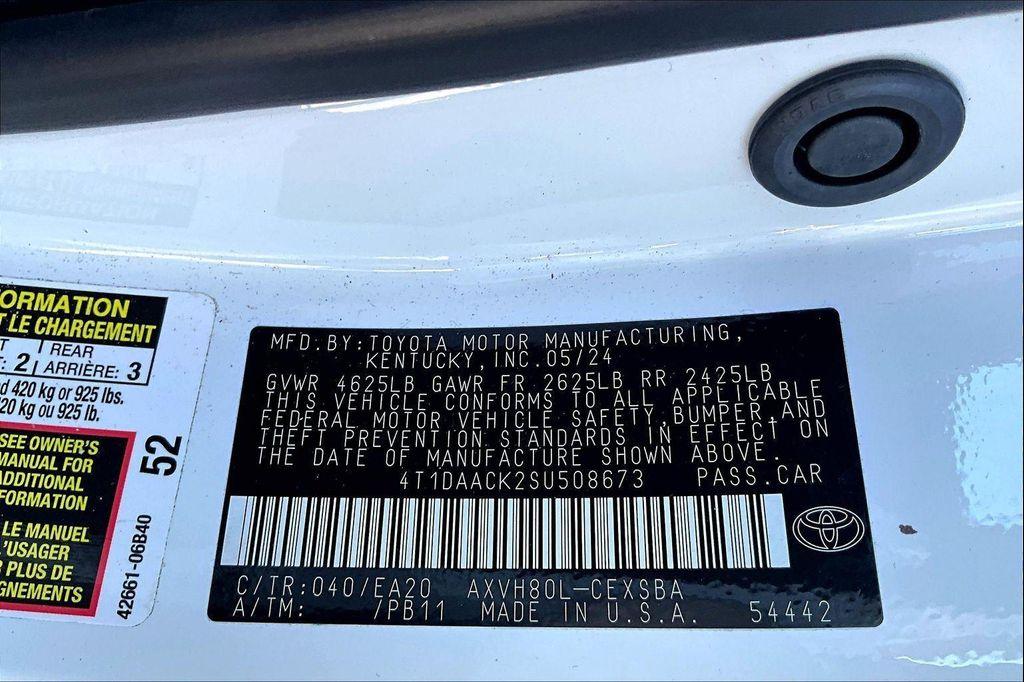 ORMATION
T LE CHARGEMENT
T
REAR
: 2
ARRIÈRE: 3
d 420 kg or 925 lbs.
20 kg ou 925 lb.
SEE OWNER'S
MANUAL FOR
ADDITIONAL
FORMATION
LE MANUEL
'USAGER
PLUS DE
GNEMENTS
52
42661-06B40
MFD.BY:TOYOTA MOTOR MANUFACTURING,
KENTUCKY,INC.05/24
GVWR 4625LB GAWR FR 2625LB RR 2425LB
THIS VEHICLE CONFORMS TO ALL APPLICABLE
FEDERAL MOTOR VEHICLE SAFETY,BUMPER,AND
THEFT PREVENTION STANDARDS IN EFFECT ON
THE DATE OF MANUFACTURE SHOWN ABOVE.
4T1DAACK2SU508673 PASS.CAR
C/TR:040/EA20 AXVH80L-CEXSBA
A/TM: /PB11 MADE IN U.S.A. 54442